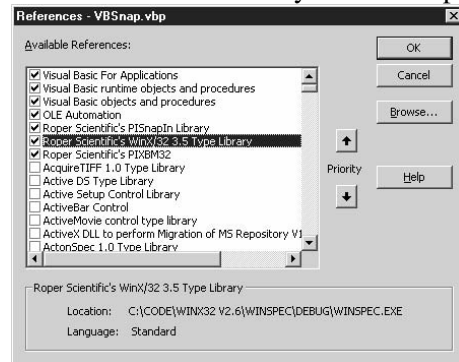 References - VBSnap.vbp
Available References:
OK
Cancel
Browse...
Priority
Help
Visual Basic For Applications
Visual Basic runtime objects and procedures
Visual Basic objects and procedures
OLE Automation
Roper Scientific's PISnapIn Library
Roper Scientific's WinX/32 3.5 Type Library
Roper Scientific's PIXBM32
AcquireTIFF 1.0 Type Library
Active DS Type Library
Active Setup Control Library
ActiveBar Control
ActiveMovie control type library
ActiveX DLL to perform Migration of MS Repository V1
ActonSpec 1.0 Type Library
Roper Scientific's WinX/32 3.5 Type Library
Location: C:\CODE\WINX32 V2.6\WINSPEC\DEBUG\WINSPEC.EXE
Language: Standard